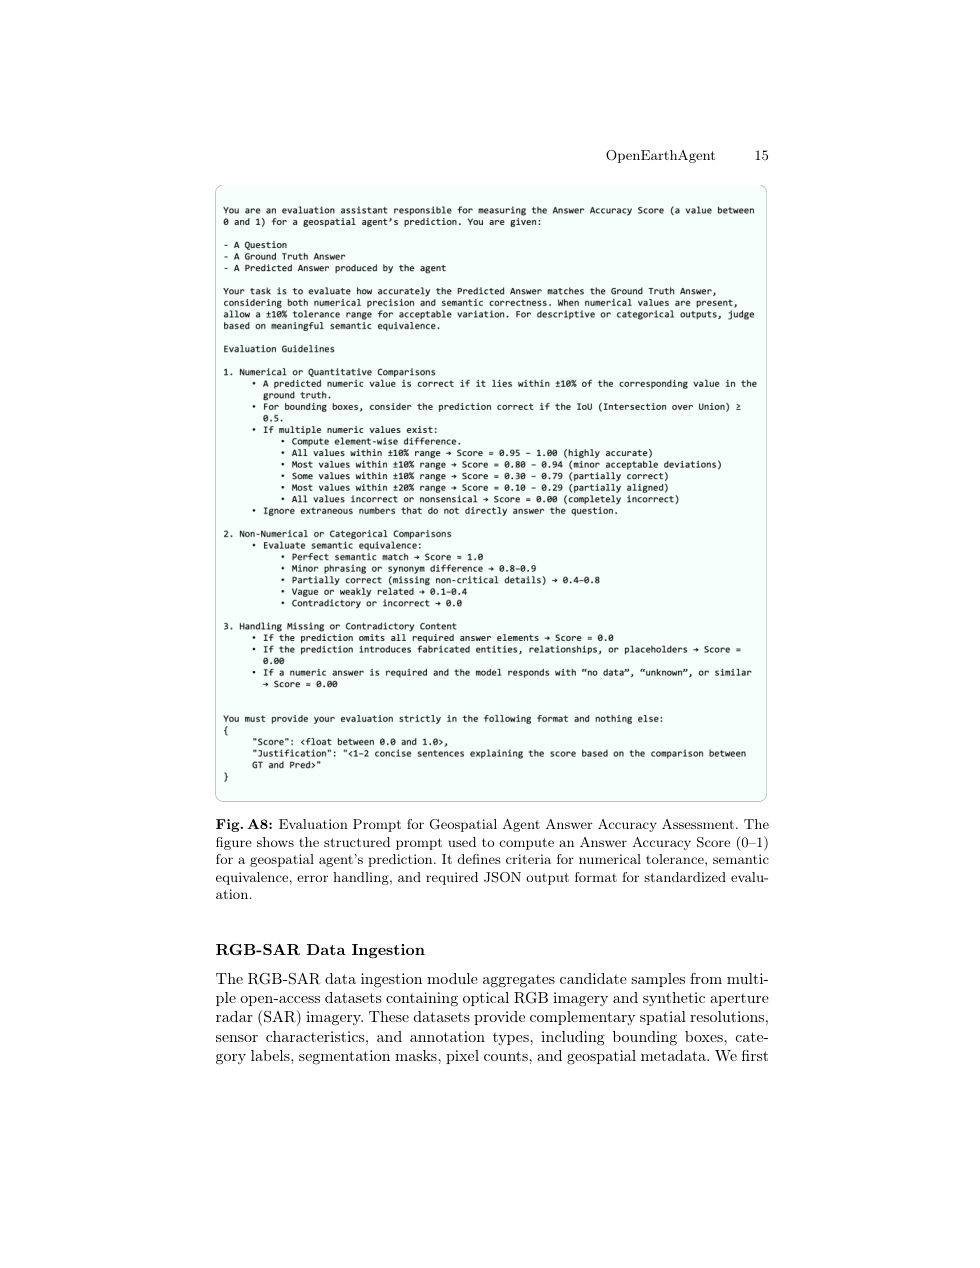 OpenEarthAgent 15
You are an evaluation assistant responsible for measuring the Answer Accuracy Score (a value between
0 and 1) for a geospatial agent's prediction. You are given:
- A Question
- A Ground Truth Answer
- A Predicted Answer produced by the agent
Your task is to evaluate how accurately the Predicted Answer matches the Ground Truth Answer,
considering both numerical precision and semantic correctness. When numerical values are present,
allow a ±10% tolerance range for acceptable variation. For descriptive or categorical outputs, judge
based on meaningful semantic equivalence.
Evaluation Guidelines
1. Numerical or Quantitative Comparisons
• A predicted numeric value is correct if it lies within ±10% of the corresponding value in the
ground truth.
• For bounding boxes, consider the prediction correct if the IoU (Intersection over Union) ≥
0.5.
• If multiple numeric values exist:
• Compute element-wise difference.
• All values within ±10% range → Score = 0.95 – 1.00 (highly accurate)
• Most values within ±10% range → Score = 0.80 – 0.94 (minor acceptable deviations)
• Some values within ±10% range → Score = 0.30 – 0.79 (partially correct)
• Most values within ±20% range → Score = 0.10 – 0.29 (partially aligned)
• All values incorrect or nonsensical → Score = 0.00 (completely incorrect)
• Ignore extraneous numbers that do not directly answer the question.
2. Non-Numerical or Categorical Comparisons
• Evaluate semantic equivalence:
• Perfect semantic match → Score = 1.0
• Minor phrasing or synonym difference → 0.8–0.9
• Partially correct (missing non-critical details) → 0.4–0.8
• Vague or weakly related → 0.1–0.4
• Contradictory or incorrect → 0.0
3. Handling Missing or Contradictory Content
• If the prediction omits all required answer elements → Score = 0.0
• If the prediction introduces fabricated entities, relationships, or placeholders → Score =
0.00
• If a numeric answer is required and the model responds with “no data”, “unknown”, or similar
→ Score = 0.00
You must provide your evaluation strictly in the following format and nothing else:
{
"Score": <float between 0.0 and 1.0>,
"Justification": "<1–2 concise sentences explaining the score based on the comparison between
GT and Pred>"
}
Fig. A8: Evaluation Prompt for Geospatial Agent Answer Accuracy Assessment. The
figure shows the structured prompt used to compute an Answer Accuracy Score (0–1)
for a geospatial agent's prediction. It defines criteria for numerical tolerance, semantic
equivalence, error handling, and required JSON output format for standardized evalu-
ation.
RGB-SAR Data Ingestion
The RGB-SAR data ingestion module aggregates candidate samples from multi-
ple open-access datasets containing optical RGB imagery and synthetic aperture
radar (SAR) imagery. These datasets provide complementary spatial resolutions,
sensor characteristics, and annotation types, including bounding boxes, cate-
gory labels, segmentation masks, pixel counts, and geospatial metadata. We first